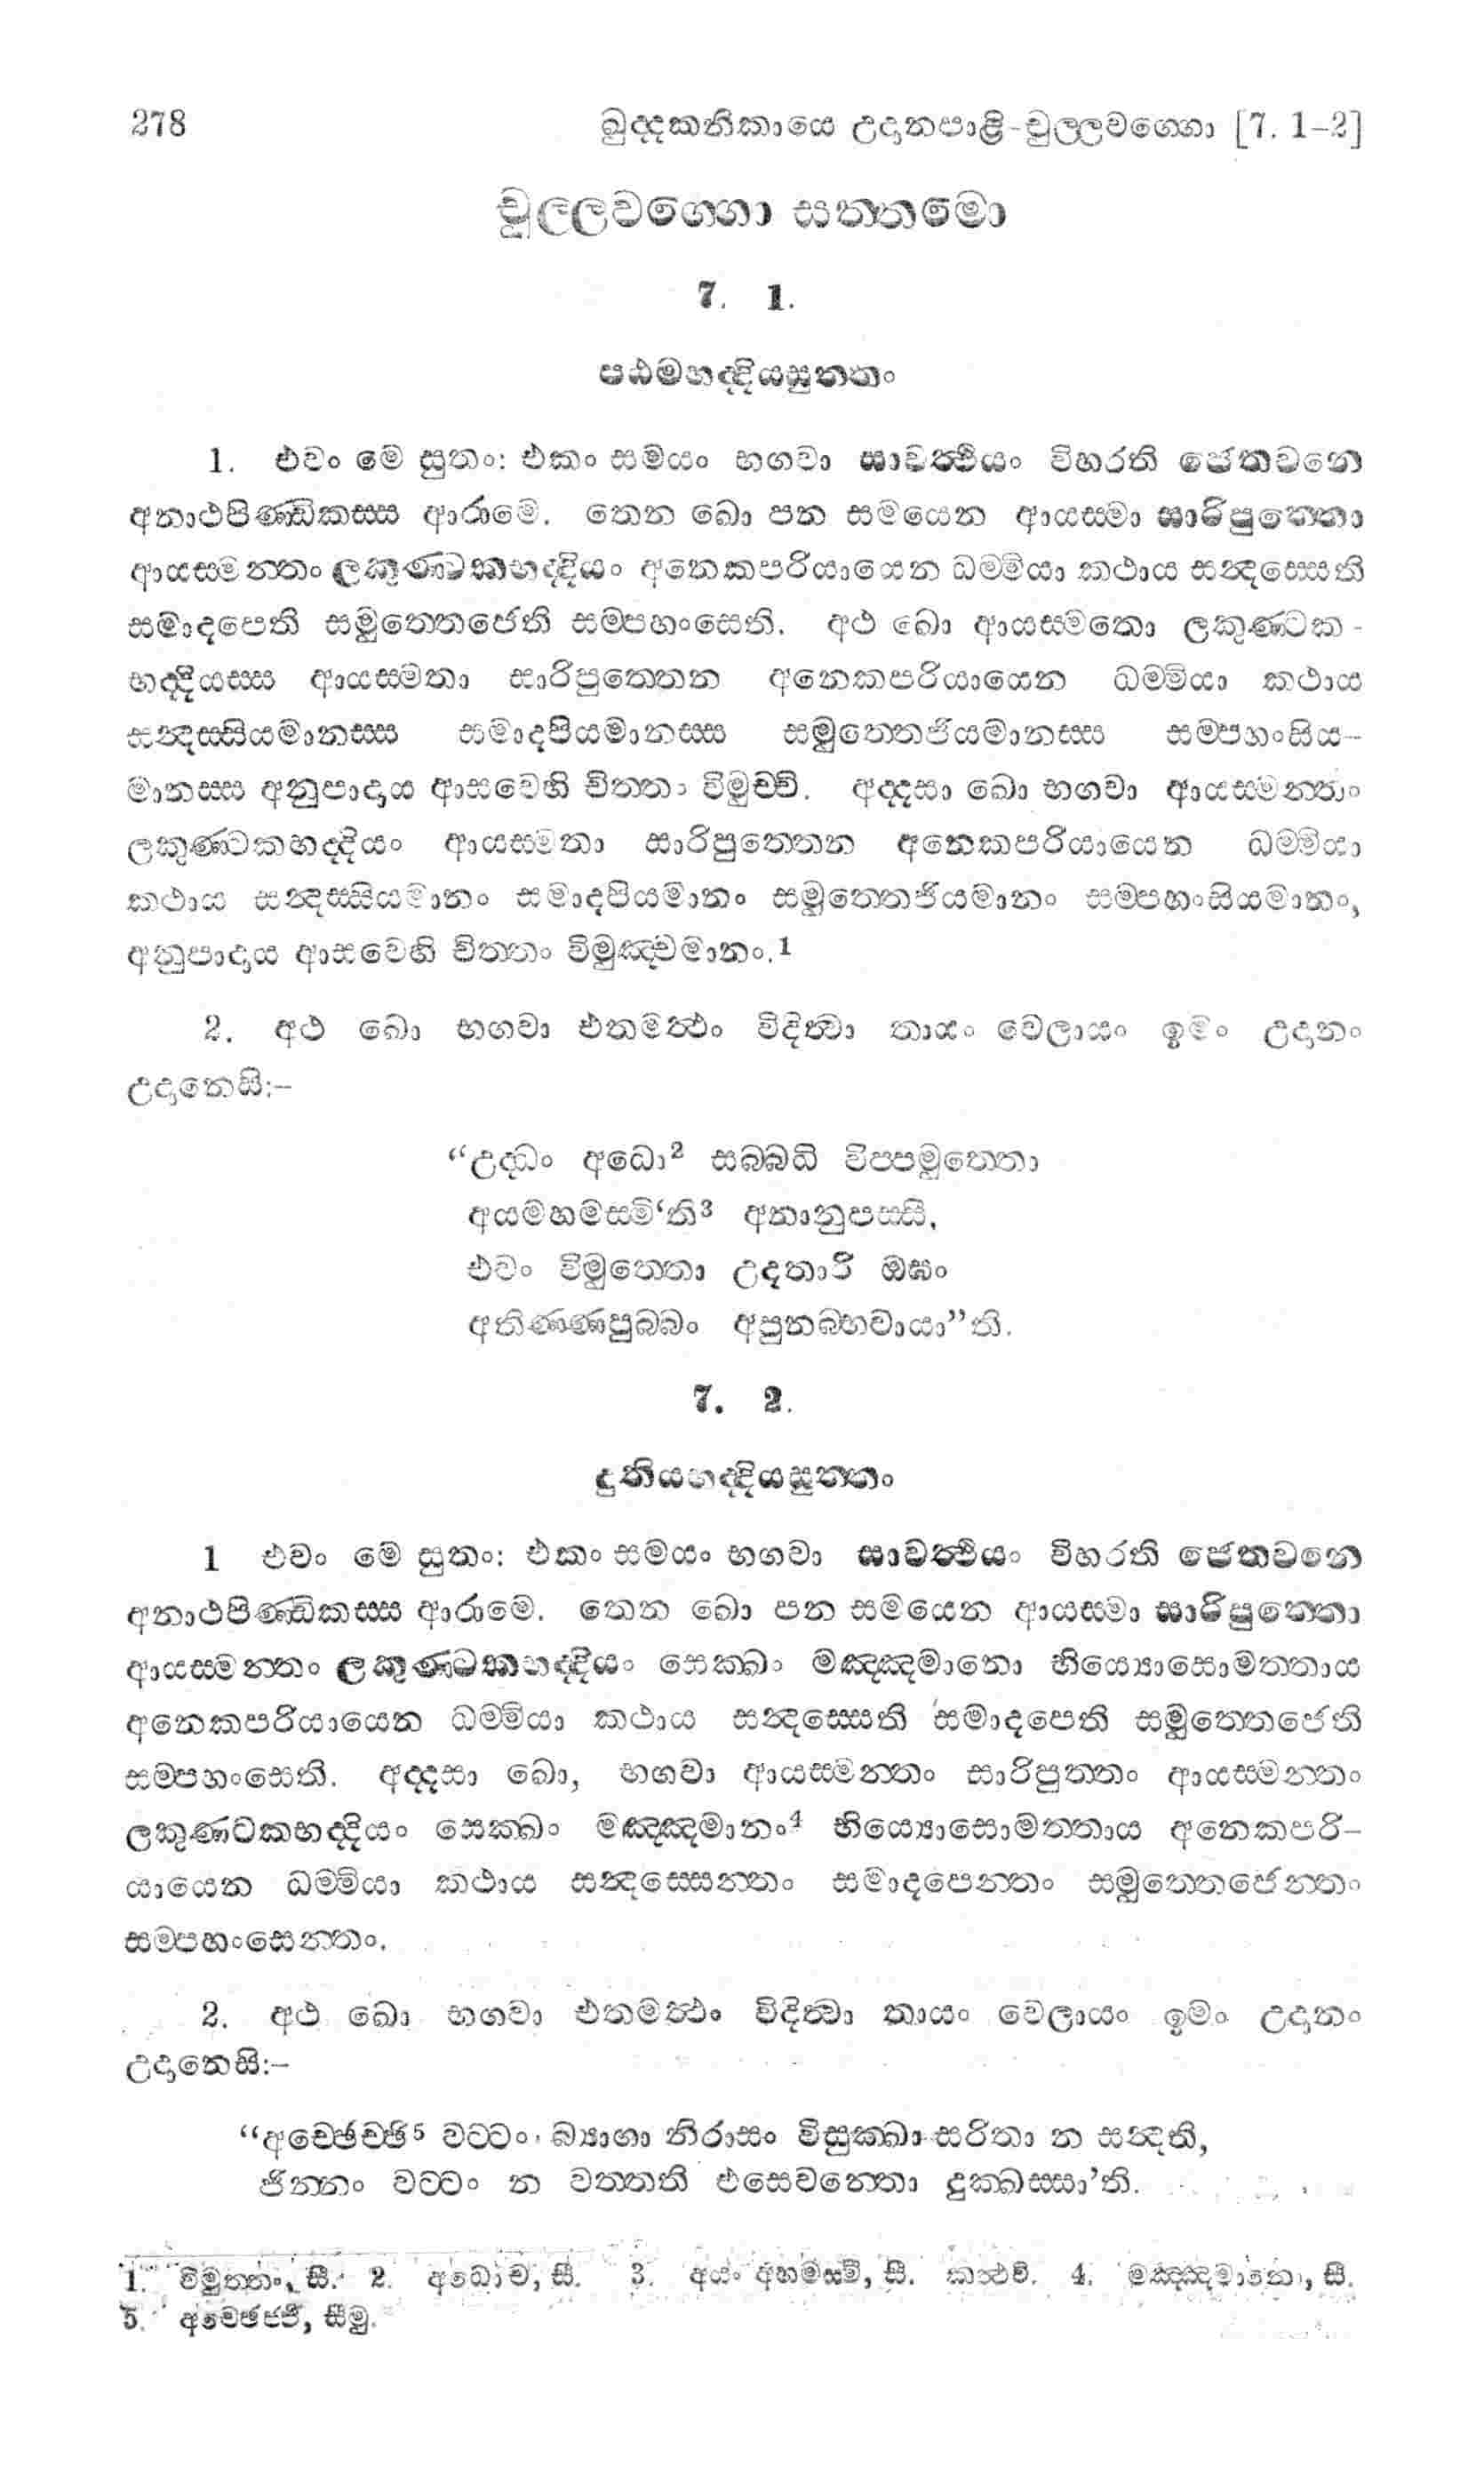 278 ඛුද්දකනිකායෙ උදානපාළි-චුල්ලවග්ගො [7. 1-2]
චූල්ලවග්ගො සත්තමො
7. 1.
පඨමභද්දියසුත්තං
1. එවං මෙ සුතං: එකං සමයං භගවා සාවත්ථියං විහරති ජෙතවනෙ
අනාථපිණ්ඩිකස්ස ආරාමෙ. තෙන ඛො පන සමයෙන ආයස්මා සාරිපුත්තො
ආයස්මන්තං ලකුණ්ටකභද්දියං අනෙකපරියායෙන ධම්මියා කථාය සන්දස්සෙති
සමාදපෙති සමුත්තෙජෙති සම්පහංසෙති. අථ ඛො ආයස්මතො ලකුණ්ටක-
භද්දියස්ස ආයස්මතා සාරිපුත්තෙන අනෙකපරියායෙන ධම්මියා කථාය
සන්දස්සියමානස්ස සමාදපියමානස්ස සමුත්තෙජියමානස්ස සම්පහංසිය-
මානස්ස අනුපාදාය ආසවෙහි චිත්තං විමුච්චි. අද්දසා ඛො භගවා ආයස්මන්තං
ලකුණ්ටකභද්දියං ආයස්මතා සාරිපුත්තෙන අනෙකපරියායෙන ධම්මියා
කථාය සන්දස්සියමානං සමාදපියමානං සමුත්තෙජියමානං සම්පහංසියමානං,
අනුපාදාය ආසවෙහි චිත්තං විමුඤ්චමානං.1
2. අථ ඛො භගවා එතමත්ථං විදිත්වා තායං වෙලායං ඉමං උදානං
උදානෙසි:-
“උද්ධං අධො2 සබ්බධි විප්පමුත්තො
අයමහමස්මි‘ති3 අනානුපස්සි,
එවං විමුත්තො උදතාරි ඔඝං
අතිණ්ණපුබ්බං අපුනබ්භවායා”ති.
7. 2.
දුතියභද්දියසුත්තං
1 එවං මෙ සුතං: එකං සමයං භගවා සාවත්ථියං විහරති ජෙතවනෙ
අනාථපිණ්ඩිකස්ස ආරාමෙ. තෙන ඛො පන සමයෙන ආයස්මා සාරිපුත්තො
ආයස්මන්තං ලකුණ්ටකභද්දියං සෙක්ඛං මඤ්ඤමානො භිය්‍යොසොමත්තාය
අනෙකපරියායෙන ධම්මියා කථාය සන්දස්සෙති සමාදපෙති සමුත්තෙජෙති
සම්පහංසෙති. අද්දසා ඛො, භගවා ආයස්මන්තං සාරිපුත්තං ආයස්මන්තං
ලකුණ්ටකභද්දියං සෙක්ඛං මඤ්ඤමානං4 භිය්‍යොසොමත්තාය අනෙකපරි-
යායෙන ධම්මියා කථාය සන්දස්සෙන්තං සමාදපෙන්තං සමුත්තෙජෙන්තං
සම්පහංසෙන්තං.
2. අථ ඛො භගවා එතමත්ථං විදිත්වා තායං වෙලායං ඉමං උදානං
උදානෙසි:-
“අච්ඡෙච්ඡි5 වට්ටං බ්‍යාගා නිරාසං විසුක්ඛා සරිතා න සන්දති,
ඡින්නං වට්ටං න වත්තති එසෙවන්තො දුක්ඛස්සා’ති.
1. විමුත්තං, සී. 2. අධො ච, සී. 3. අයං අහමස්මි, සී. කත්ථචි. 4. මඤ්ඤමානො, සී.
5. අච්ඡෙජ්ජි, සීමු.